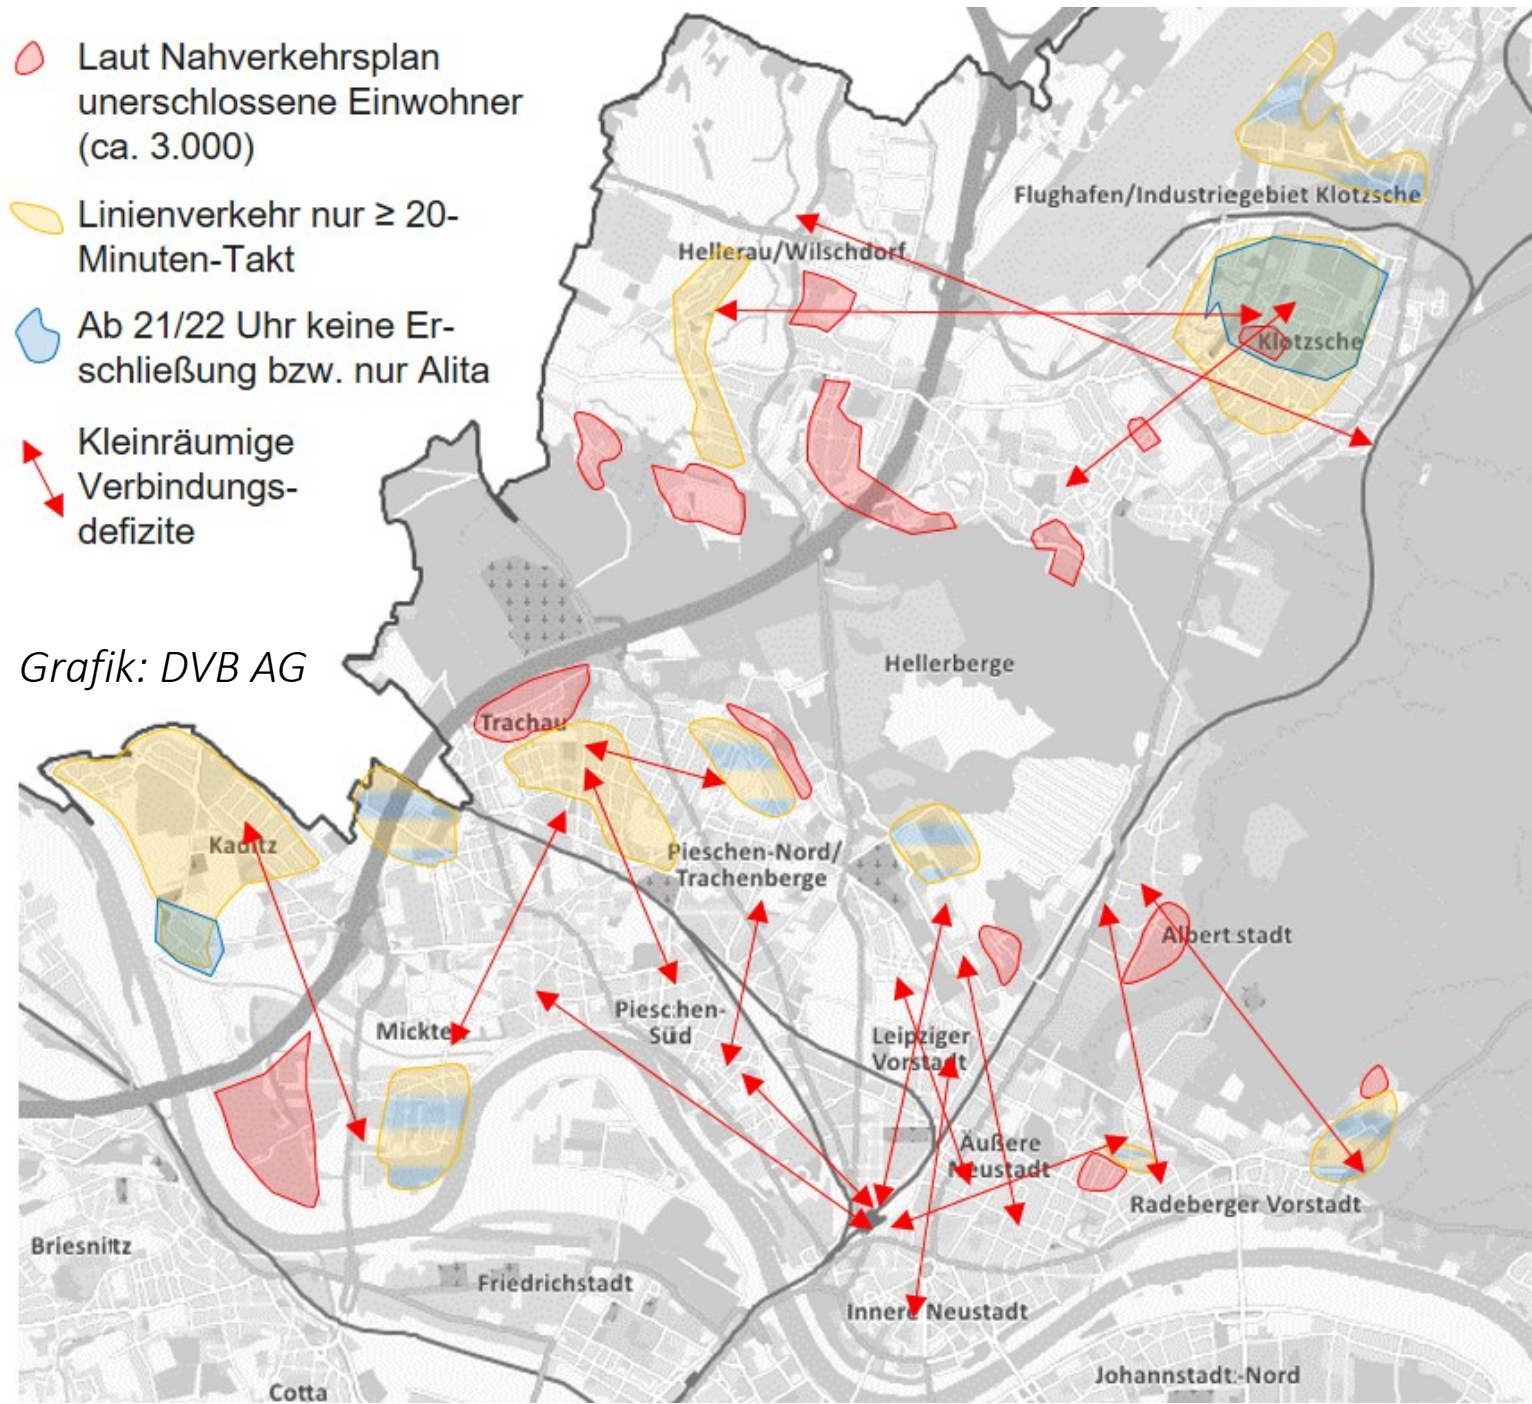 Laut Nahverkehrsplan
unerschlossene Einwohner
(ca. 3.000)
Linienverkehr nur ≥ 20-
Minuten-Takt
Ab 21/22 Uhr keine Er-
schließung bzw. nur Alita
Kleinräumige
Verbindungs-
defizite
Grafik: DVB AG
Flughafen/Industriegebiet Klotzsche
Hellerau/Wilschdorf
Klotzsche
Hellerberge
Trachau
Kaditz
Pieschen-Nord/
Trachenberge
Albertstadt
Pieschen-
Süd
Mickten
Leipziger
Vorstadt
Äußere
Neustadt
Radeberger Vorstadt
Briesnitz
Friedrichstadt
Innere Neustadt
Johannstadt-Nord
Cotta